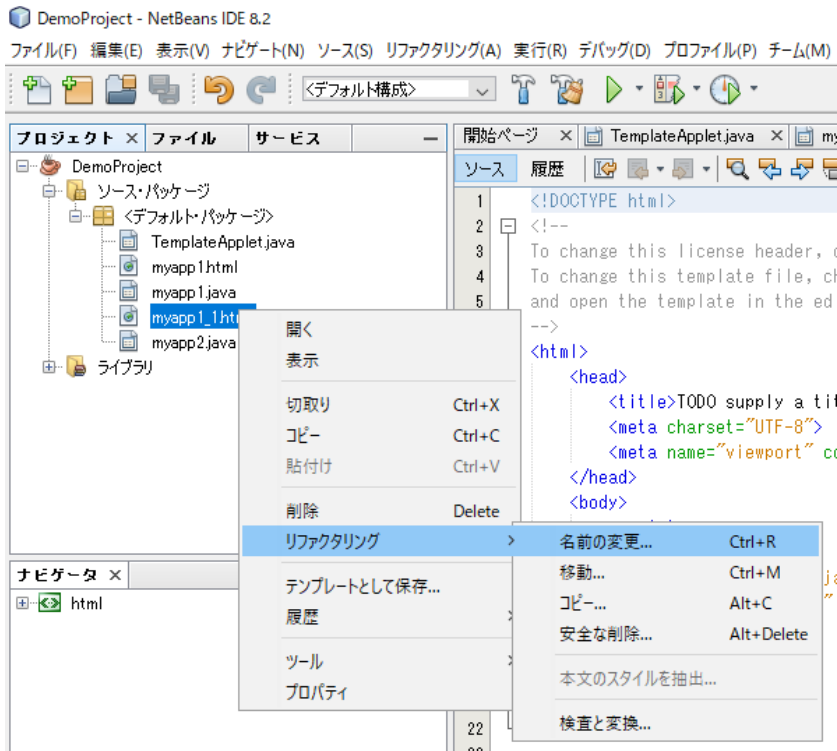 DemoProject - NetBeans IDE 8.2
ファイル(F) 編集(E) 表示(V) ナビゲート(N) ソース(S) リファクタリング(A) 実行(R) デバッグ(D) プロファイル(P) チーム(M)
<デフォルト構成>
プロジェクト × ファイル サービス
開始ページ × TemplateApplet.java × my
DemoProject
ソース 履歴
ソース・パッケージ
<デフォルト・パッケージ>
TemplateApplet.java
myapp1.html
myapp1.java
myapp1_1.htm
myapp2.java
ライブラリ
1 <!DOCTYPE html>
2 <!--
3 To change this license header,
4 To change this template file, ch
5 and open the template in the ed
-->
<html>
<head>
<title>TODO supply a tit
<meta charset="UTF-8">
<meta name="viewport" co
</head>
<body>
22
開く
表示
切取り Ctrl+X
コピー Ctrl+C
貼付け Ctrl+V
削除 Delete
リファクタリング >
テンプレートとして保存...
履歴
ツール
プロパティ
名前の変更... Ctrl+R
移動... Ctrl+M
コピー... Alt+C
安全な削除... Alt+Delete
本文のスタイルを抽出...
検査と変換...
ナビゲータ ×
html